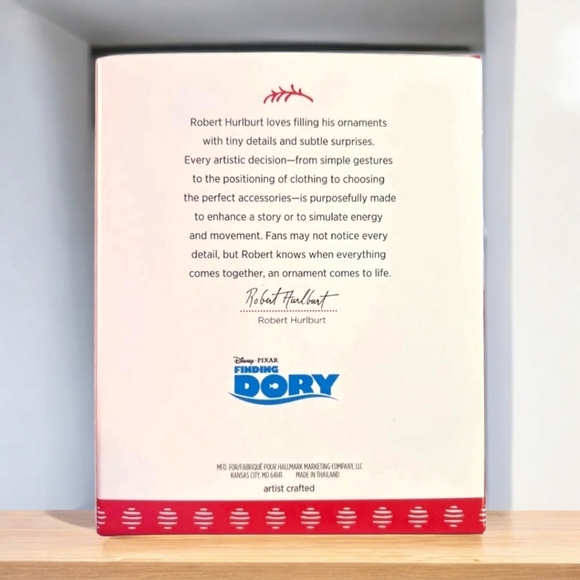 Robert Hurlburt loves filling his ornaments
with tiny details and subtle surprises.
Every artistic decision—from simple gestures
to the positioning of clothing to choosing
the perfect accessories—is purposefully made
to enhance a story or to simulate energy
and movement. Fans may not notice every
detail, but Robert knows when everything
comes together, an ornament comes to life.
Robert Hurlburt
Robert Hurlburt
Disney • PIXAR
FINDING
DORY
MFD. FOR/FABRIQUÉ POUR HALLMARK MARKETING COMPANY, LLC
KANSAS CITY, MO 64141 MADE IN THAILAND
artist crafted